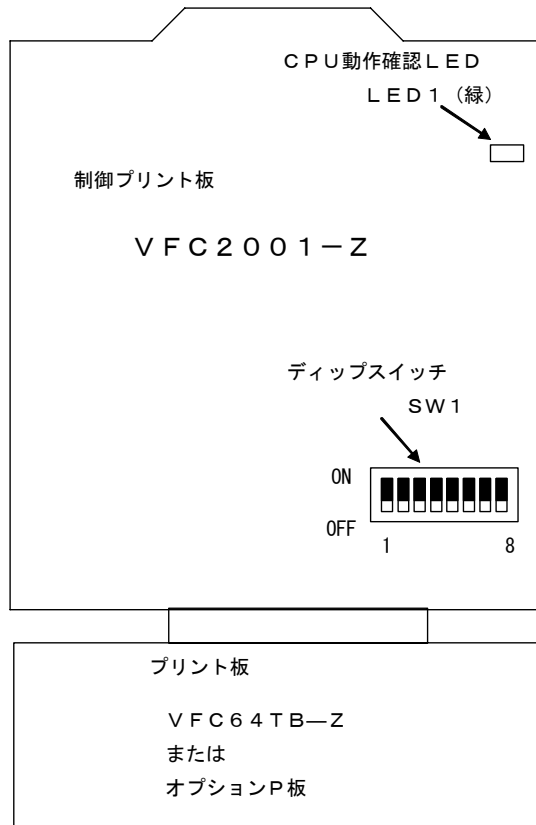 ＣＰＵ動作確認ＬＥＤ
ＬＥＤ１（緑）
制御プリント板
ＶＦＣ２００１－Ｚ
ディップスイッチ
ＳＷ１
ON
OFF
1 8
プリント板
ＶＦＣ６４ＴＢ―Ｚ
または
オプションＰ板